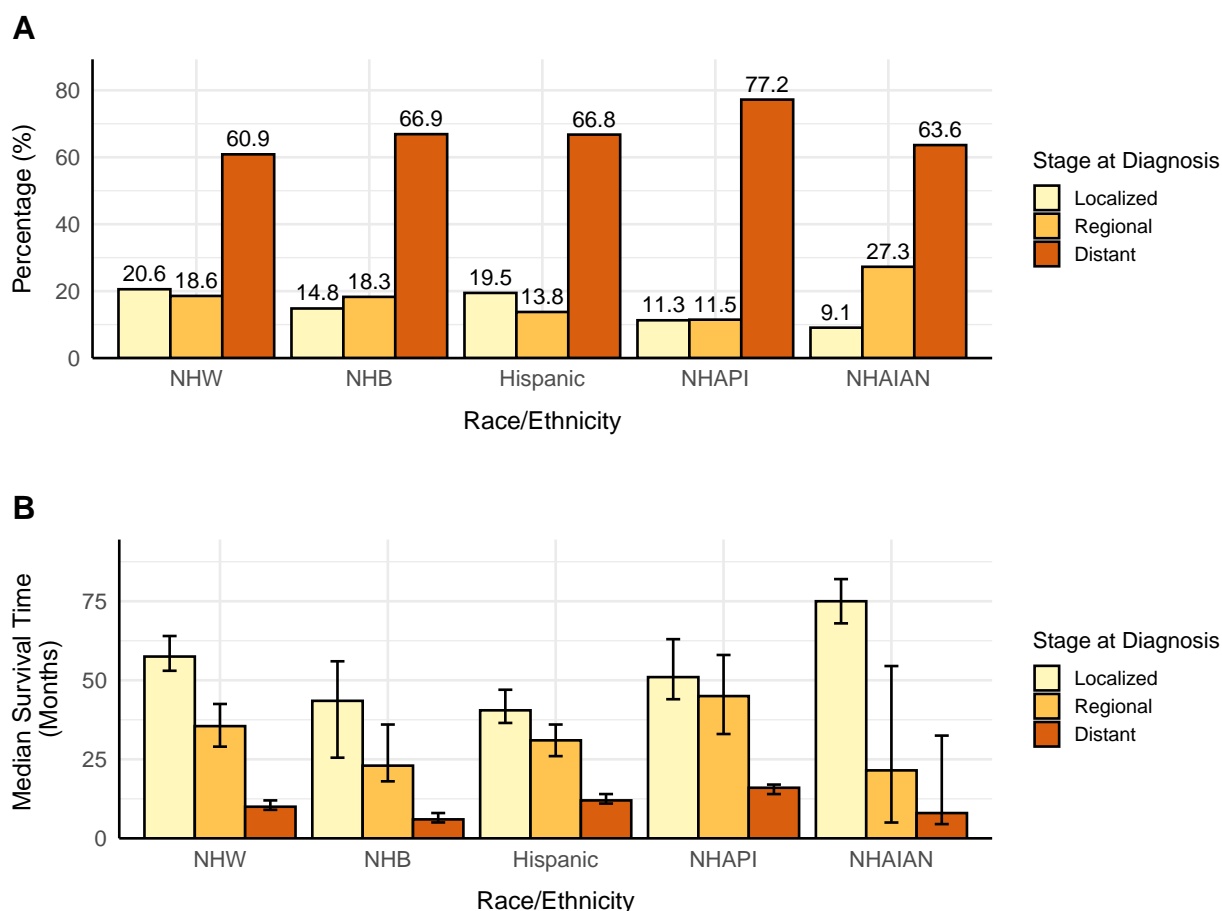 A
Percentage (%)
80
60
40
20
0
20.6 18.6 60.9
14.8 18.3 66.9
19.5 13.8 66.8
11.3 11.5 77.2
9.1 27.3 63.6
NHW NHB Hispanic NHAPI NHAIAN
Race/Ethnicity
Stage at Diagnosis
Localized
Regional
Distant
B
Median Survival Time
(Months)
75
50
25
0
NHW NHB Hispanic NHAPI NHAIAN
Race/Ethnicity
Stage at Diagnosis
Localized
Regional
Distant